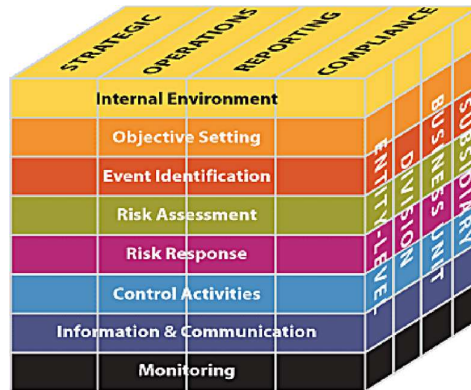 STRATEGIC
OPERATIONS
REPORTING
COMPLIANCE
Internal Environment
Objective Setting
Event Identification
Risk Assessment
Risk Response
Control Activities
Information & Communication
Monitoring
ENTITY-LEVEL
DIVISION
BUSINESS UNIT
SUBSIDIARY